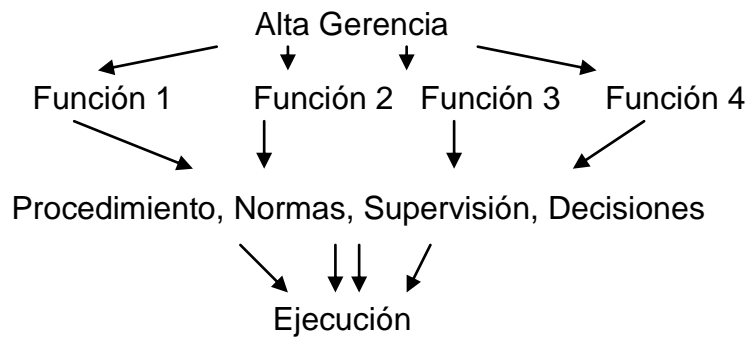 Alta Gerencia
Función 1 Función 2 Función 3 Función 4
Procedimiento, Normas, Supervisión, Decisiones
Ejecución